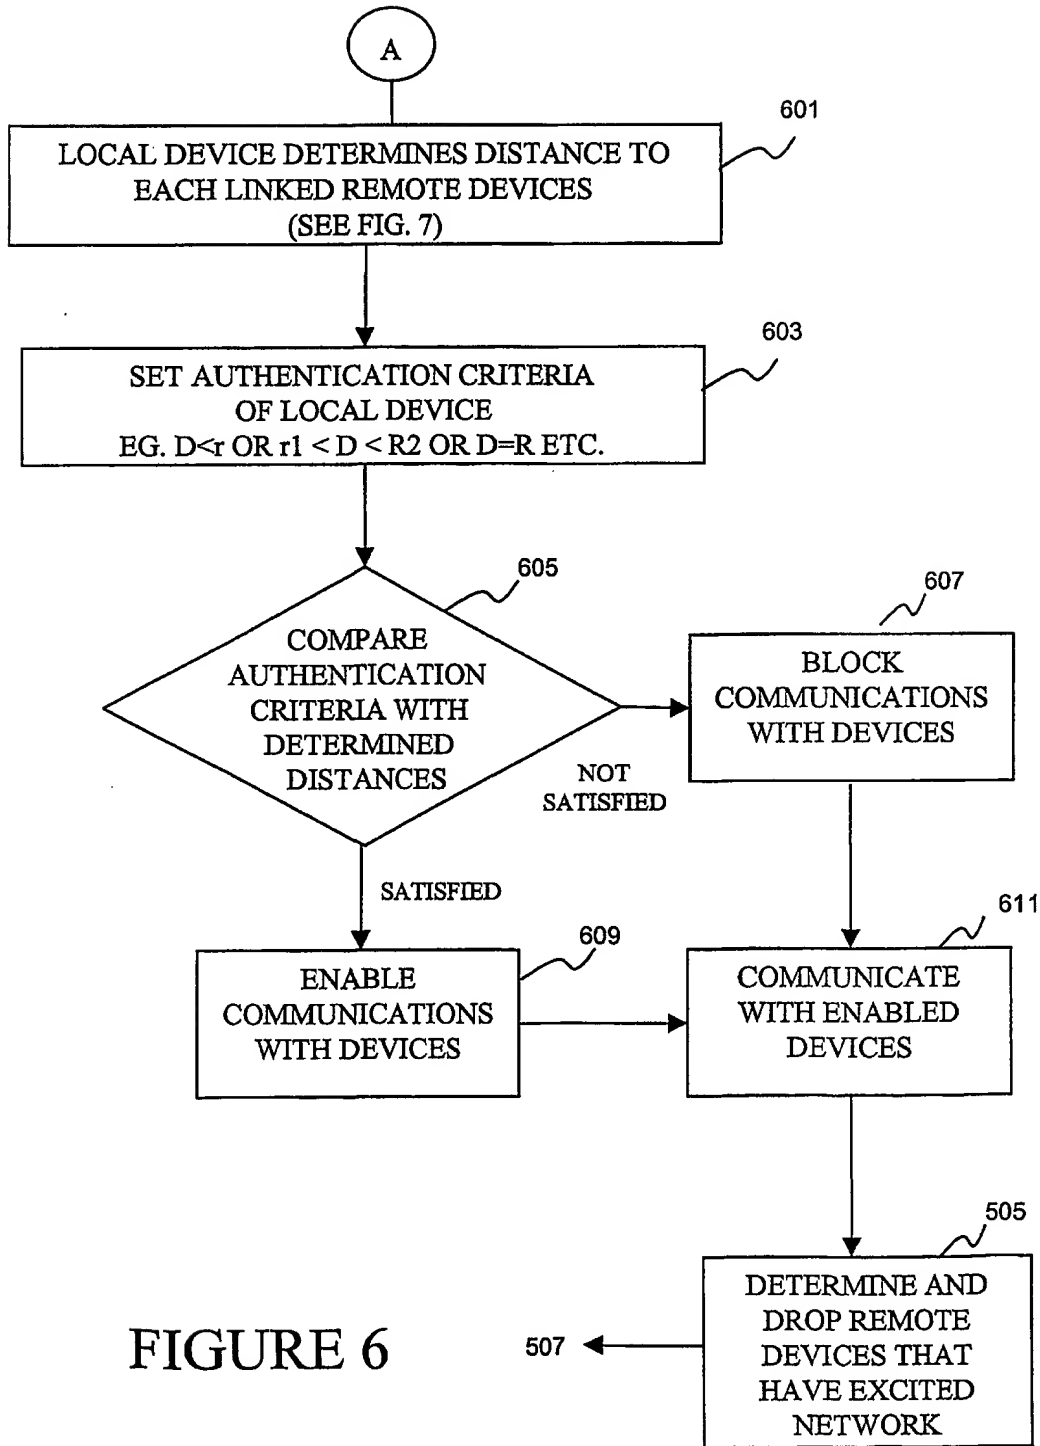 A
601
LOCAL DEVICE DETERMINES DISTANCE TO
EACH LINKED REMOTE DEVICES
(SEE FIG. 7)
603
SET AUTHENTICATION CRITERIA
OF LOCAL DEVICE
EG. D<r OR r1 < D < R2 OR D=R ETC.
605
COMPARE
AUTHENTICATION
CRITERIA WITH
DETERMINED
DISTANCES
NOT
SATISFIED
607
BLOCK
COMMUNICATIONS
WITH DEVICES
SATISFIED
609
ENABLE
COMMUNICATIONS
WITH DEVICES
611
COMMUNICATE
WITH ENABLED
DEVICES
505
DETERMINE AND
DROP REMOTE
DEVICES THAT
HAVE EXCITED
NETWORK
507
FIGURE 6